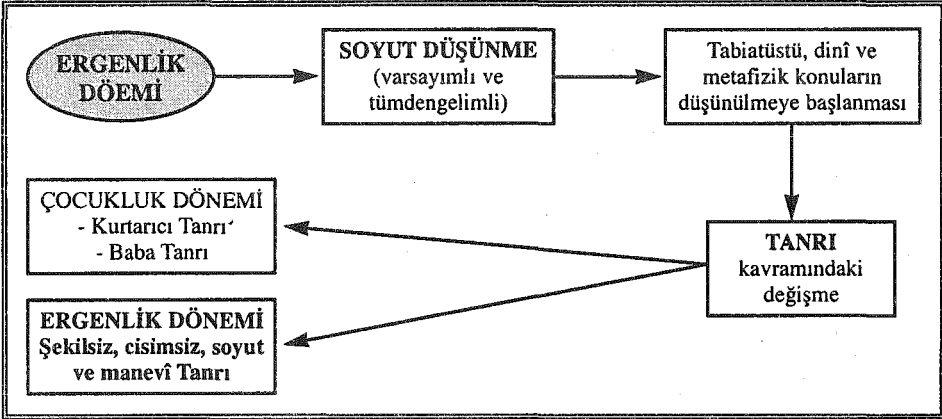 ERGENLİK
DÖEMİ
SOYUT DÜŞÜNME
(varsayımlı ve
tümdengelimli)
Tabiatüstü, dinî ve
metafizik konuların
düşünülmeye başlanması
ÇOCUKLUK DÖNEMİ
- Kurtarıcı Tanrı
- Baba Tanrı
TANRI
kavramındaki
değişme
ERGENLİK DÖNEMİ
Şekilsiz, cisimsiz, soyut
ve manevî Tanrı